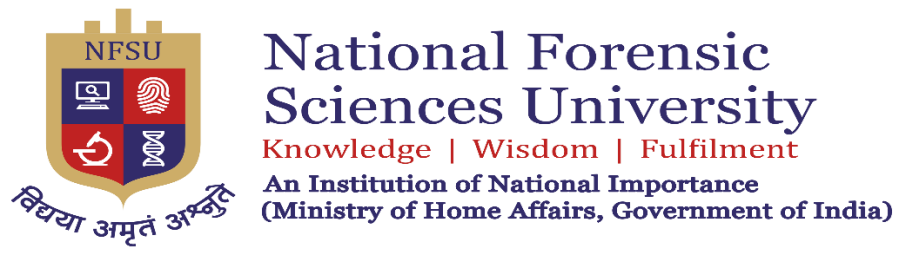 NFSU
विद्यया अमृतं अश्नुते
National Forensic
Sciences University
Knowledge | Wisdom | Fulfilment
An Institution of National Importance
(Ministry of Home Affairs, Government of India)